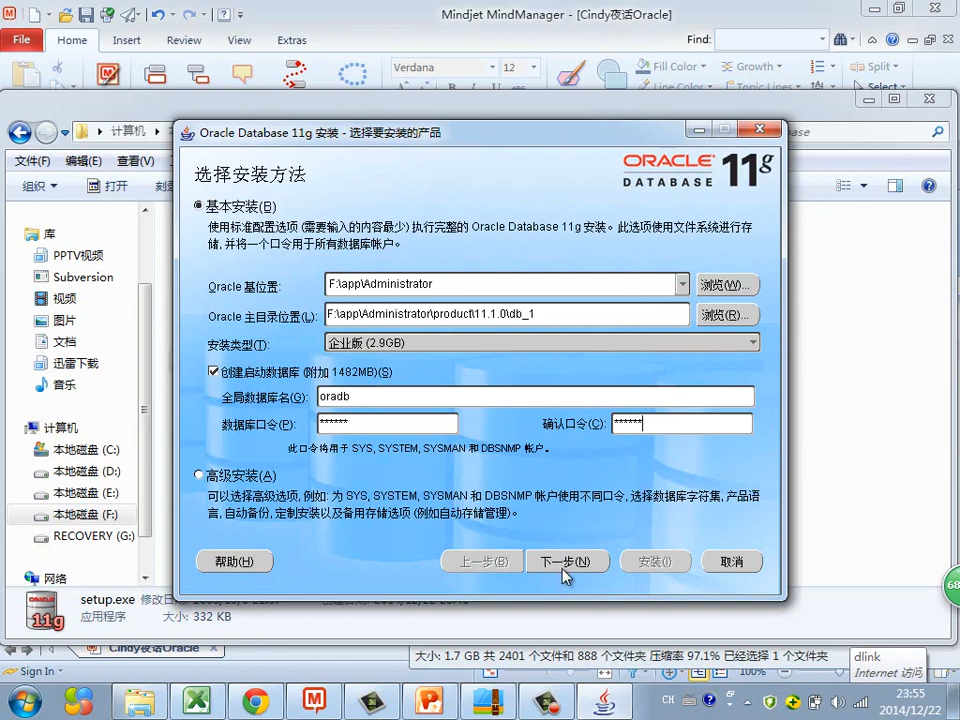 Mindjet MindManager - [Cindy夜话Oracle]
File
Home
Insert
Review
View
Extras
Find:
Verdana
12
Fill Color
Growth
Split
Line Color
Topic Lines
Select
计算机
base
文件(F)
编辑(E)
查看(V)
组织
打开
刻
库
PPTV视频
Subversion
视频
图片
文档
迅雷下载
音乐
计算机
本地磁盘 (C:)
本地磁盘 (D:)
本地磁盘 (E:)
本地磁盘 (F:)
RECOVERY (G:)
网络
Oracle Database 11g 安装 - 选择要安装的产品
选择安装方法
ORACLE
DATABASE
11g
基本安装(B)
使用标准配置选项 (需要输入的内容最少) 执行完整的 Oracle Database 11g 安装。此选项使用文件系统进行存
储, 并将一个口令用于所有数据库帐户。
Oracle 基位置:
F:\app\Administrator
浏览(W)...
Oracle 主目录位置(L):
F:\app\Administrator\product\11.1.0\db_1
浏览(R)...
安装类型(T):
企业版 (2.9GB)
创建启动数据库 (附加 1482MB)(S)
全局数据库名(G):
oradb
数据库口令(P):
******
确认口令(C):
******
此口令将用于 SYS, SYSTEM, SYSMAN 和 DBSNMP 帐户。
高级安装(A)
可以选择高级选项, 例如: 为 SYS, SYSTEM, SYSMAN 和 DBSNMP 帐户使用不同口令, 选择数据库字符集, 产品语
言, 自动备份, 定制安装以及备用存储选项 (例如自动存储管理)。
帮助(H)
上一步(B)
下一步(N)
安装(I)
取消
11g
setup.exe 修改日
应用程序
大小: 332 KB
68
Cindy夜话Oracle
大小: 1.7 GB 共 2401 个文件和 888 个文件夹 压缩率 97.1% 已经选择 1 个文件夹
dlink
Internet 访问
Sign In
100%
CH
23:55
2014/12/22